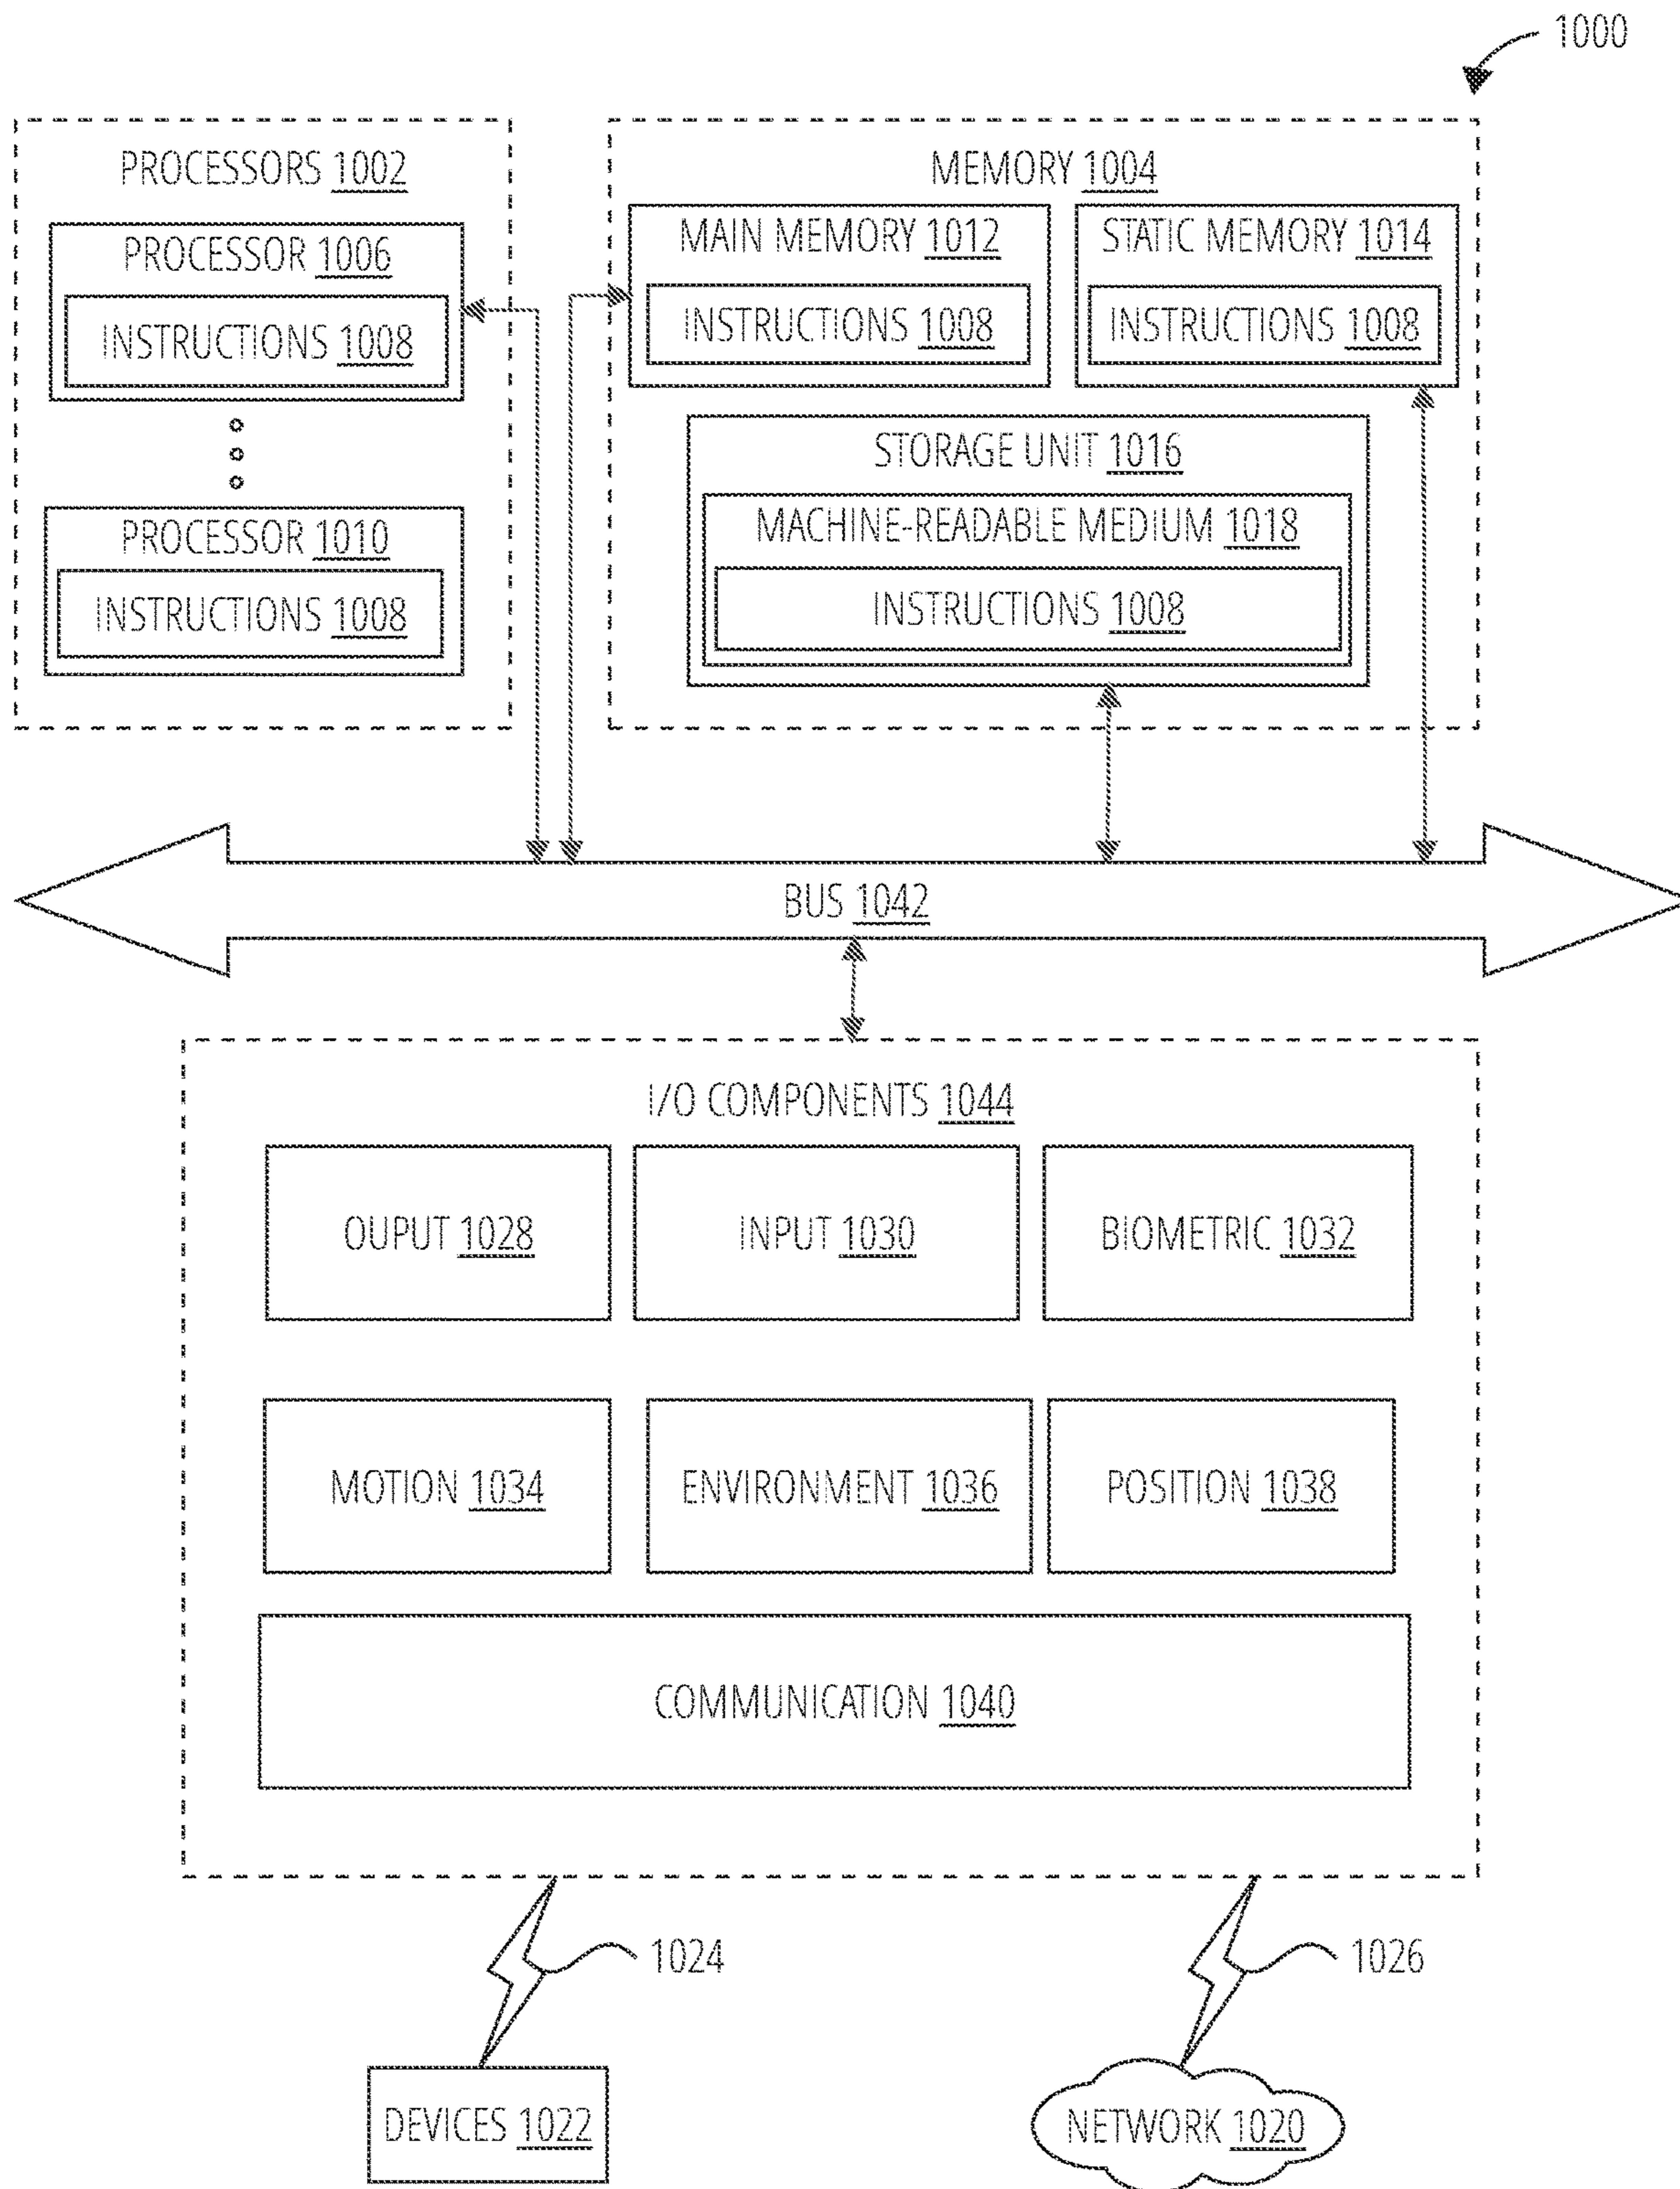 1000
PROCESSORS 1002
PROCESSOR 1006
INSTRUCTIONS 1008
PROCESSOR 1010
INSTRUCTIONS 1008
MEMORY 1004
MAIN MEMORY 1012
INSTRUCTIONS 1008
STATIC MEMORY 1014
INSTRUCTIONS 1008
STORAGE UNIT 1016
MACHINE-READABLE MEDIUM 1018
INSTRUCTIONS 1008
BUS 1042
I/O COMPONENTS 1044
OUPUT 1028
INPUT 1030
BIOMETRIC 1032
MOTION 1034
ENVIRONMENT 1036
POSITION 1038
COMMUNICATION 1040
1024
1026
DEVICES 1022
NETWORK 1020